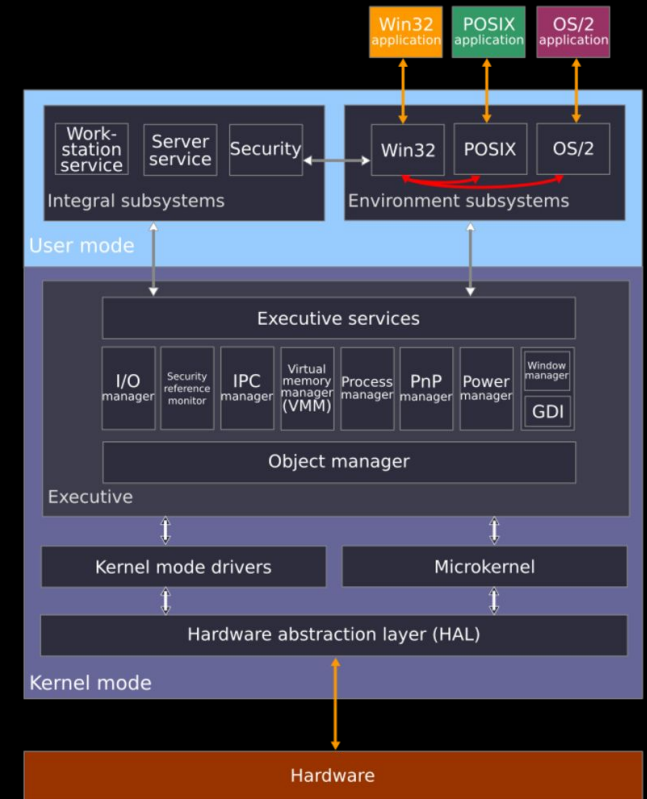 Win32
application
POSIX
application
OS/2
application
Work-
station
service
Server
service
Security
Integral subsystems
Win32
POSIX
OS/2
Environment subsystems
User mode
Executive services
I/O
manager
Security
reference
monitor
IPC
manager
Virtual
memory
manager
(VMM)
Process
manager
PnP
manager
Power
manager
Window
manager
GDI
Object manager
Executive
Kernel mode drivers
Microkernel
Hardware abstraction layer (HAL)
Kernel mode
Hardware